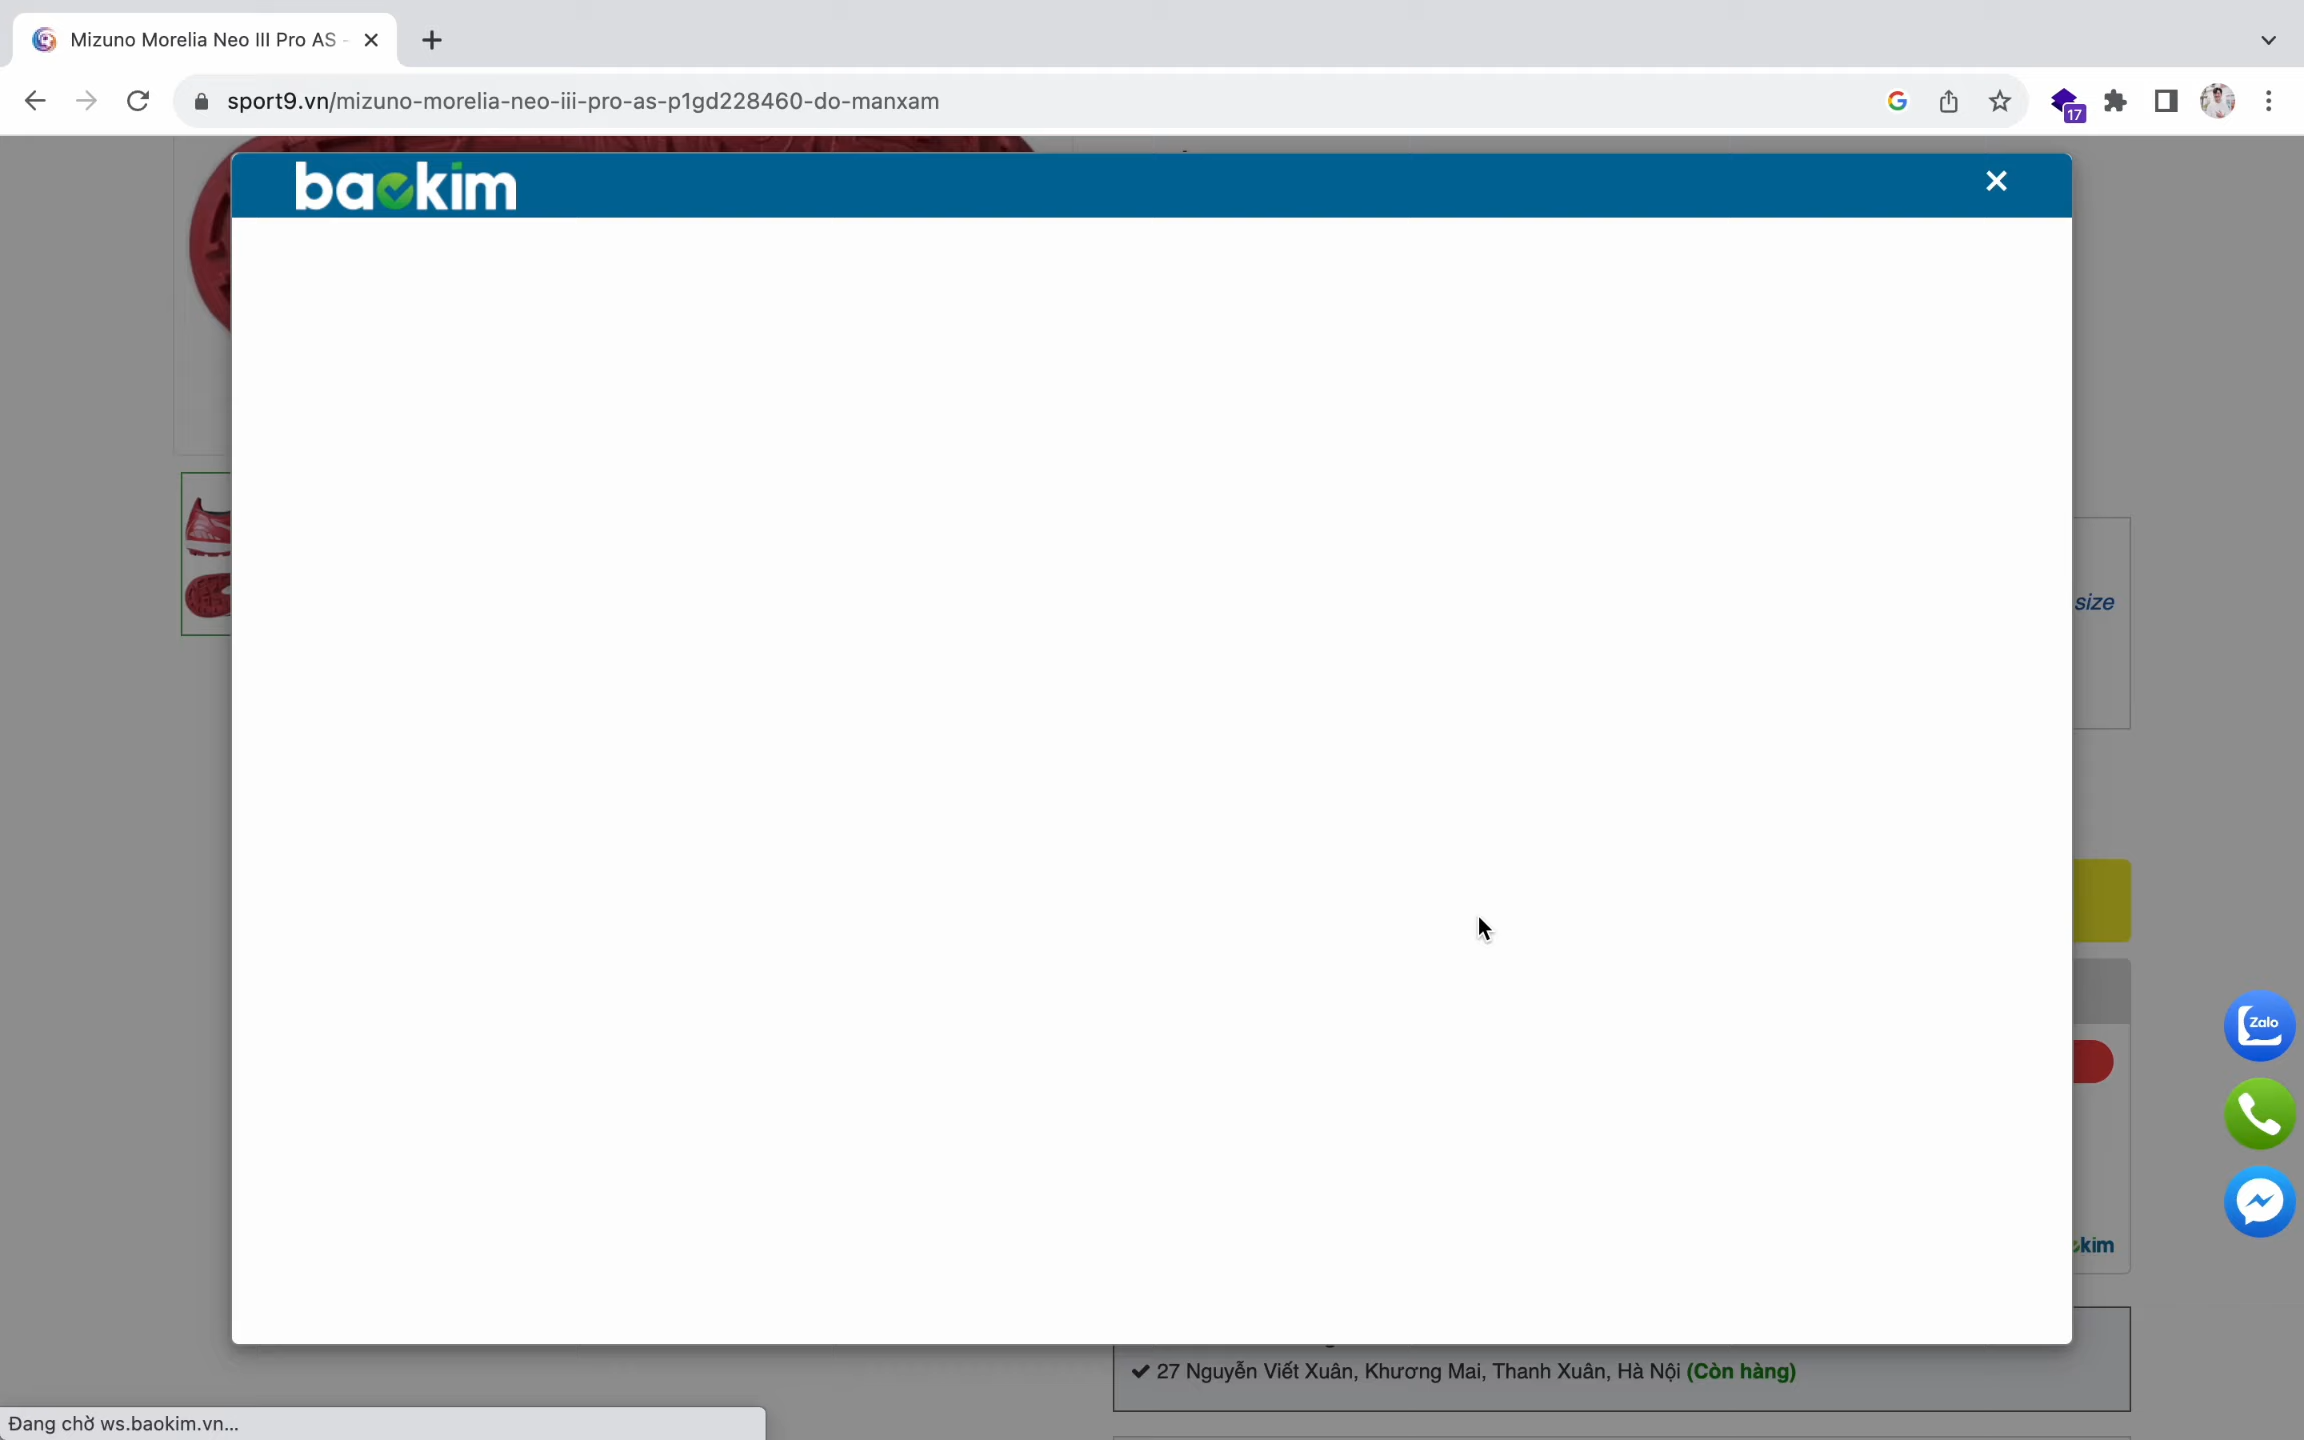 Mizuno Morelia Neo III Pro AS -
sport9.vn/mizuno-morelia-neo-iii-pro-as-p1gd228460-do-manxam
17
baokim
size
Zalo
kim
27 Nguyễn Viết Xuân, Khương Mai, Thanh Xuân, Hà Nội (Còn hàng)
Đang chờ ws.baokim.vn...